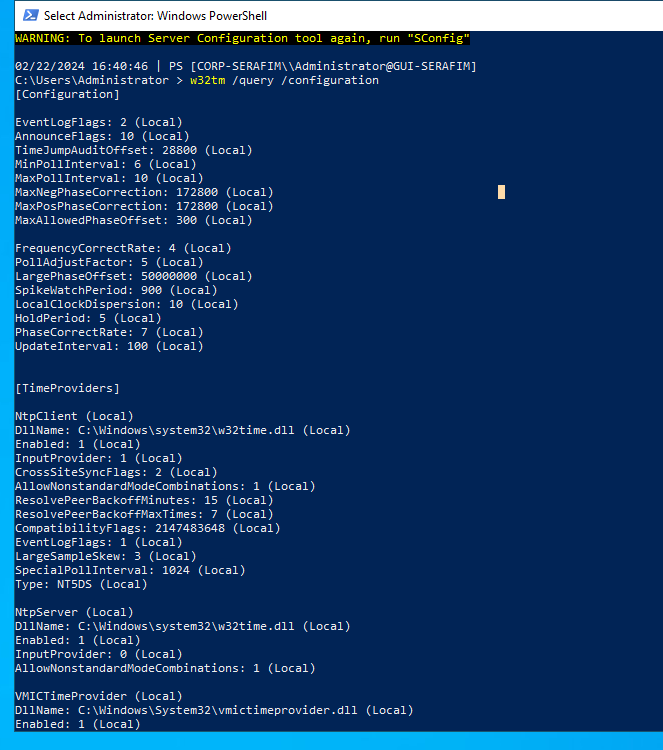 Select Administrator: Windows PowerShell
WARNING: To launch Server Configuration tool again, run "SConfig"
02/22/2024 16:40:46 | PS [CORP-SERAFIM\\Administrator@GUI-SERAFIM]
C:\Users\Administrator > w32tm /query /configuration
[Configuration]
EventLogFlags: 2 (Local)
AnnounceFlags: 10 (Local)
TimeJumpAuditOffset: 28800 (Local)
MinPollInterval: 6 (Local)
MaxPollInterval: 10 (Local)
MaxNegPhaseCorrection: 172800 (Local)
MaxPosPhaseCorrection: 172800 (Local)
MaxAllowedPhaseOffset: 300 (Local)
FrequencyCorrectRate: 4 (Local)
PollAdjustFactor: 5 (Local)
LargePhaseOffset: 50000000 (Local)
SpikeWatchPeriod: 900 (Local)
LocalClockDispersion: 10 (Local)
HoldPeriod: 5 (Local)
PhaseCorrectRate: 7 (Local)
UpdateInterval: 100 (Local)
[TimeProviders]
NtpClient (Local)
DllName: C:\Windows\system32\w32time.dll (Local)
Enabled: 1 (Local)
InputProvider: 1 (Local)
CrossSiteSyncFlags: 2 (Local)
AllowNonstandardModeCombinations: 1 (Local)
ResolvePeerBackoffMinutes: 15 (Local)
ResolvePeerBackoffMaxTimes: 7 (Local)
CompatibilityFlags: 2147483648 (Local)
EventLogFlags: 1 (Local)
LargeSampleSkew: 3 (Local)
SpecialPollInterval: 1024 (Local)
Type: NT5DS (Local)
NtpServer (Local)
DllName: C:\Windows\system32\w32time.dll (Local)
Enabled: 1 (Local)
InputProvider: 0 (Local)
AllowNonstandardModeCombinations: 1 (Local)
VMICTimeProvider (Local)
DllName: C:\Windows\System32\vmictimeprovider.dll (Local)
Enabled: 1 (Local)